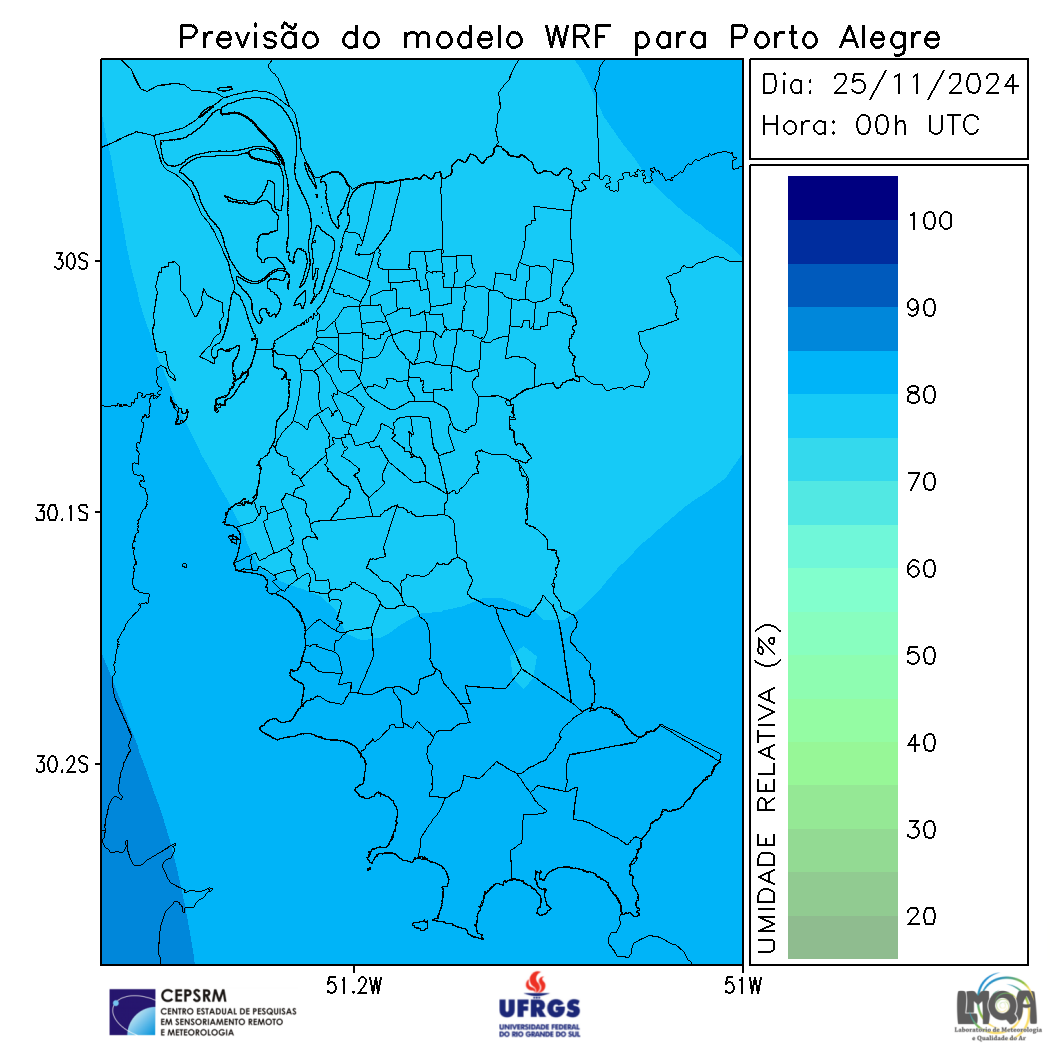 Previsão do modelo WRF para Porto Alegre
Dia: 25/11/2024
Hora: 00h UTC
30S
30.1S
30.2S
51.2W
51W
100
90
80
70
60
50
40
30
20
UMIDADE RELATIVA (%)
CEPSRM
CENTRO ESTADUAL DE PESQUISAS
EM SENSORIAMENTO REMOTO
E METEOROLOGIA
UFRGS
UNIVERSIDADE FEDERAL
DO RIO GRANDE DO SUL
LMQA
Laboratório de Meteorologia
e Qualidade do Ar